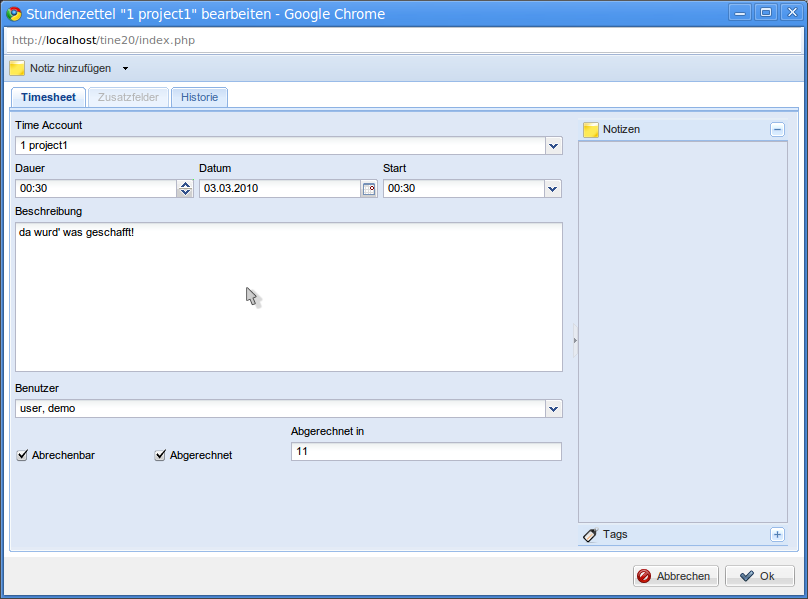 Stundenzettel "1 project1" bearbeiten - Google Chrome
http://localhost/tine20/index.php
Notiz hinzufügen
Timesheet Zusatzfelder Historie
Time Account
1 project1
Dauer Datum Start
00:30 03.03.2010 00:30
Beschreibung
da wurd' was geschafft!
Benutzer
user, demo
Abgerechnet in
Abrechenbar Abgerechnet 11
Notizen
Tags
Abbrechen Ok